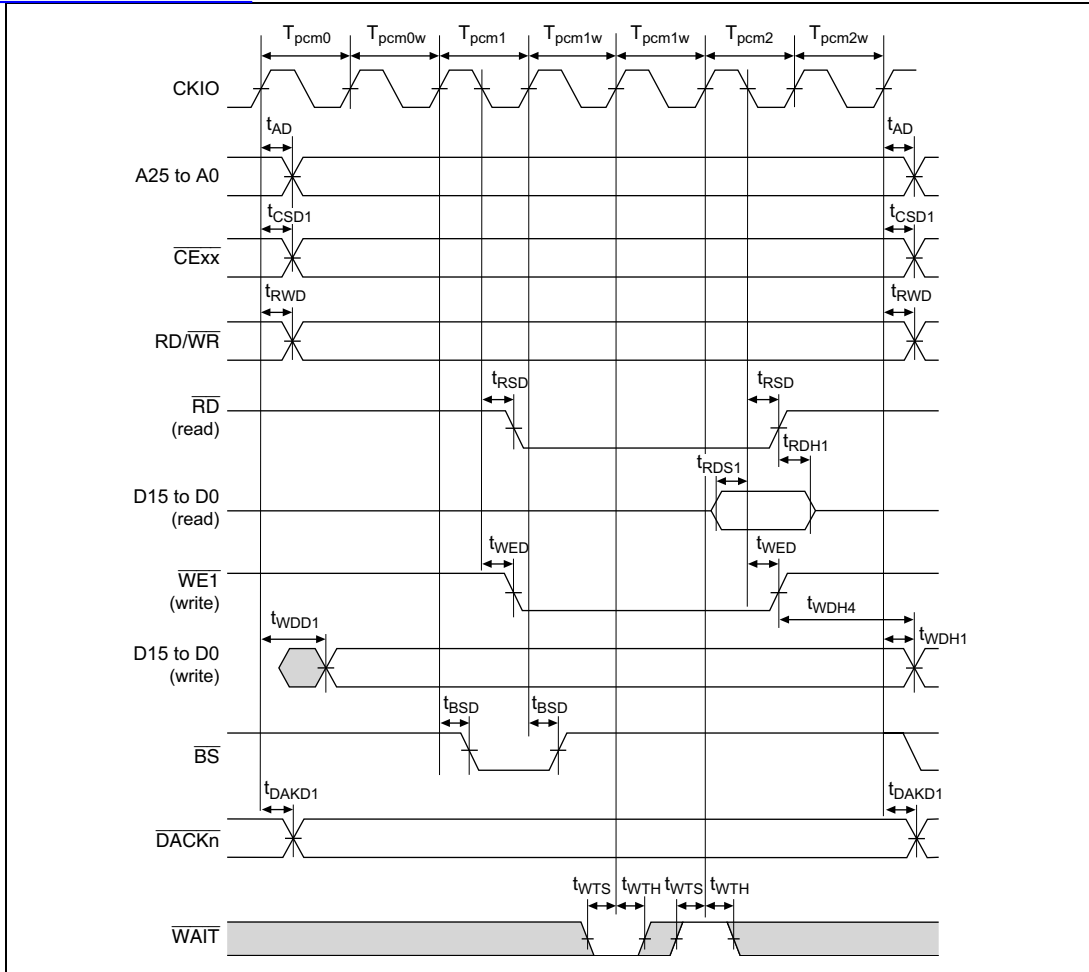 Tpcm0 Tpcm0w Tpcm1 Tpcm1w Tpcm1w Tpcm2 Tpcm2w
CKIO
tAD tAD
A25 to A0
tCSD1 tCSD1
CExx
tRWD tRWD
RD/WR
tRSD tRSD
RD
(read)
tRDH1
tRDS1
D15 to D0
(read)
tWED tWED
WE1
(write)
tWDH4
tWDD1 tWDH1
D15 to D0
(write)
tBSD tBSD
BS
tDAKD1 tDAKD1
DACKn
tWTS tWTH tWTS tWTH
WAIT